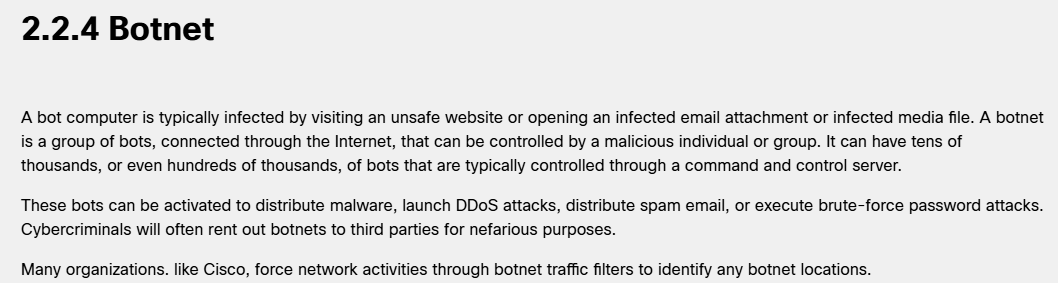 2.2.4 Botnet
A bot computer is typically infected by visiting an unsafe website or opening an infected email attachment or infected media file. A botnet
is a group of bots, connected through the Internet, that can be controlled by a malicious individual or group. It can have tens of
thousands, or even hundreds of thousands, of bots that are typically controlled through a command and control server.
These bots can be activated to distribute malware, launch DDoS attacks, distribute spam email, or execute brute-force password attacks.
Cybercriminals will often rent out botnets to third parties for nefarious purposes.
Many organizations. like Cisco, force network activities through botnet traffic filters to identify any botnet locations.